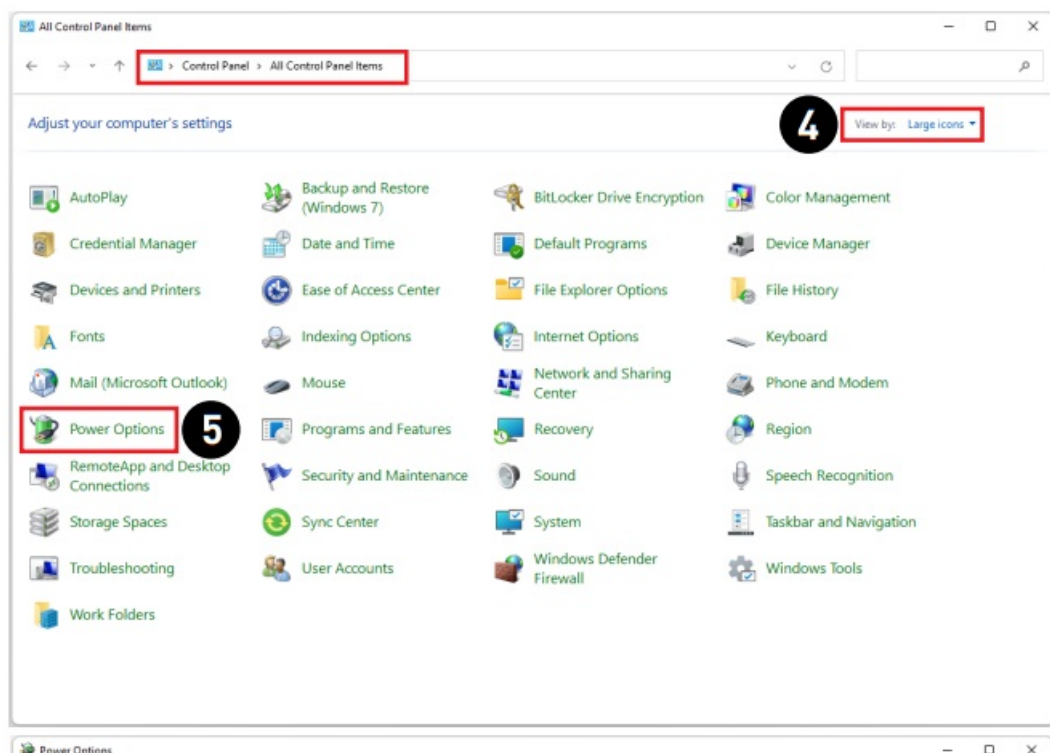 All Control Panel Items
Control Panel > All Control Panel Items
Adjust your computer's settings
4
View by: Large icons
AutoPlay
Backup and Restore
(Windows 7)
BitLocker Drive Encryption
Color Management
Credential Manager
Date and Time
Default Programs
Device Manager
Devices and Printers
Ease of Access Center
File Explorer Options
File History
Fonts
Indexing Options
Internet Options
Keyboard
Mail (Microsoft Outlook)
Mouse
Network and Sharing
Center
Phone and Modem
Power Options
5
Programs and Features
Recovery
Region
RemoteApp and Desktop
Connections
Security and Maintenance
Sound
Speech Recognition
Storage Spaces
Sync Center
System
Taskbar and Navigation
Troubleshooting
User Accounts
Windows Defender
Firewall
Windows Tools
Work Folders
Power Options